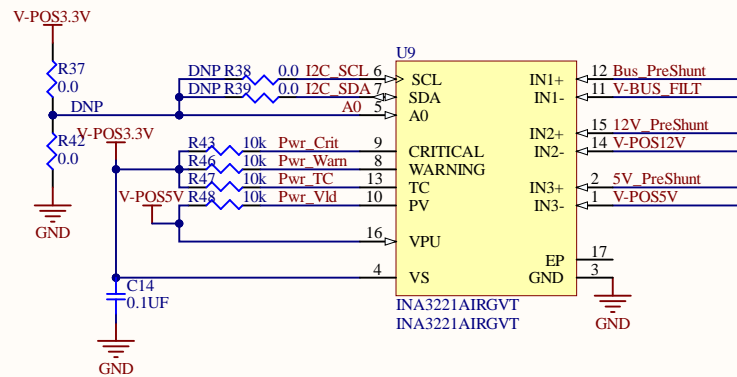 V-POS3.3V
R37
0.0
DNP
R42
0.0
GND
DNP R38 0.0 I2C_SCL 6
DNP R39 0.0 I2C_SDA 7
A0 5
V-POS3.3V
R43 10k Pwr_Crit 9
R46 10k Pwr_Warn 8
R47 10k Pwr_TC 13
R48 10k Pwr_Vld 10
V-POS5V
16
4
C14
0.1UF
GND
U9
SCL IN1+
SDA IN1-
A0
IN2+
CRITICAL IN2-
WARNING
TC IN3+
PV IN3-
VPU
EP
VS GND
INA3221AIRGVT
INA3221AIRGVT
12 Bus_PreShunt
11 V-BUS_FILT
15 12V_PreShunt
14 V-POS12V
2 5V_PreShunt
1 V-POS5V
17
3
GND